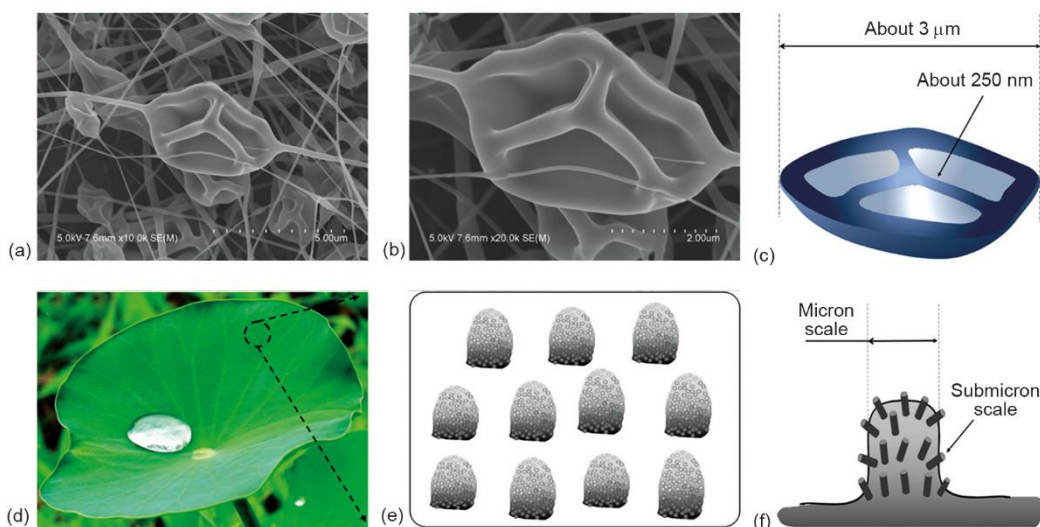 About 3 μm
About 250 nm
5.0kV 7.6mm x10.0k SE(M) 5.00um
5.0kV 7.6mm x20.0k SE(M) 2.00um
(a)
(b)
(c)
Micron
scale
Submicron
scale
(d)
(e)
(f)